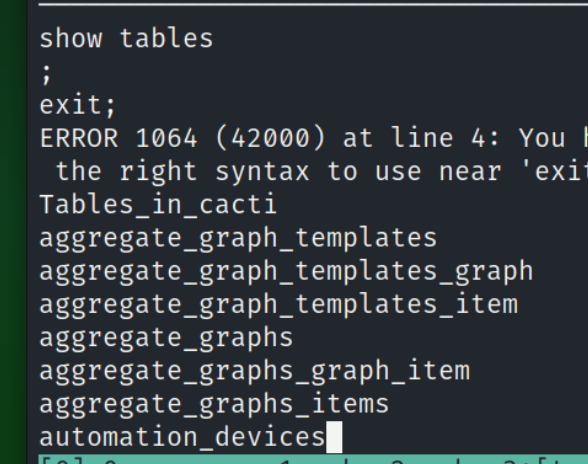 show tables
;
exit;
ERROR 1064 (42000) at line 4: You
the right syntax to use near 'exit
Tables_in_cacti
aggregate_graph_templates
aggregate_graph_templates_graph
aggregate_graph_templates_item
aggregate_graphs
aggregate_graphs_graph_item
aggregate_graphs_items
automation_devices